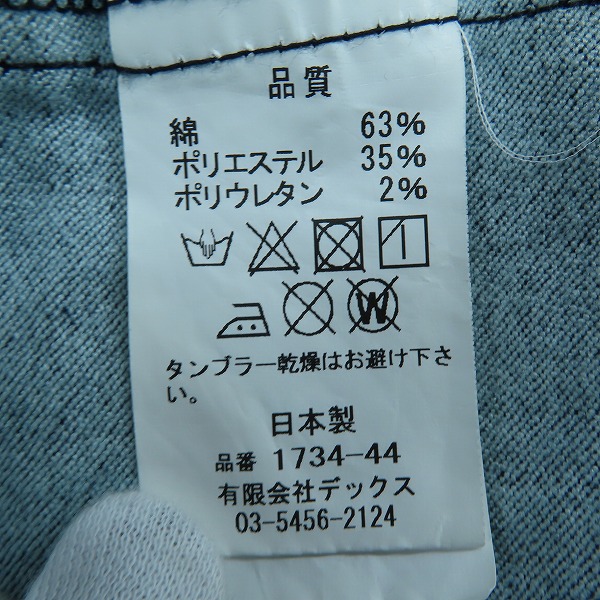 品質
綿 63%
ポリエステル 35%
ポリウレタン 2%
W
タンブラー乾燥はお避け下さ
い。
日本製
品番 1734-44
有限会社デックス
03-5456-2124